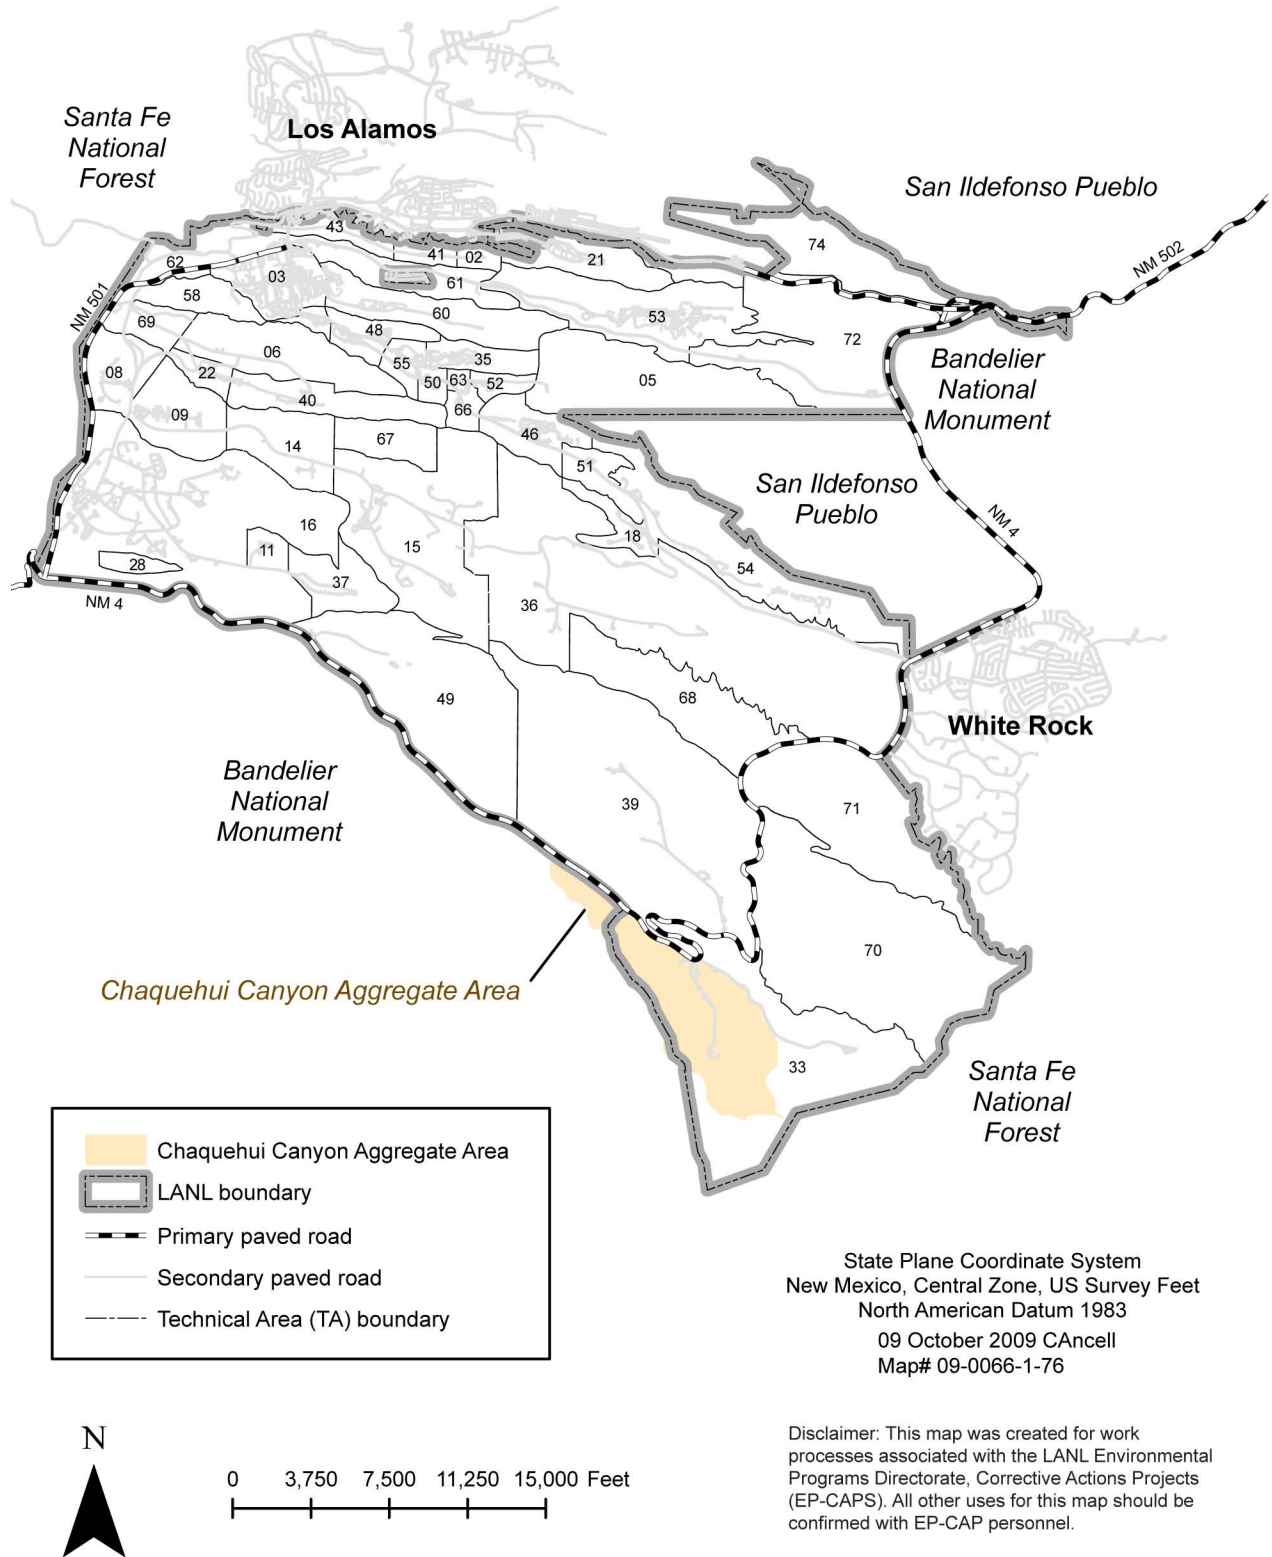 Santa Fe
National
Forest
Los Alamos
San Ildefonso Pueblo
NM 502
43
74
41
02
21
62
03
61
NM 501
58
60
53
69
48
72
06
55
35
Bandelier
National
Monument
08
22
50
63
52
05
40
66
09
46
67
14
51
San Ildefonso
Pueblo
NM 4
16
18
11
15
28
54
37
NM 4
36
49
68
White Rock
Bandelier
National
Monument
39
71
70
Chaquehui Canyon Aggregate Area
33
Santa Fe
National
Forest
Chaquehui Canyon Aggregate Area
LANL boundary
Primary paved road
Secondary paved road
Technical Area (TA) boundary
State Plane Coordinate System
New Mexico, Central Zone, US Survey Feet
North American Datum 1983
09 October 2009 CAncell
Map# 09-0066-1-76
N
0 3,750 7,500 11,250 15,000 Feet
Disclaimer: This map was created for work
processes associated with the LANL Environmental
Programs Directorate, Corrective Actions Projects
(EP-CAPS). All other uses for this map should be
confirmed with EP-CAP personnel.